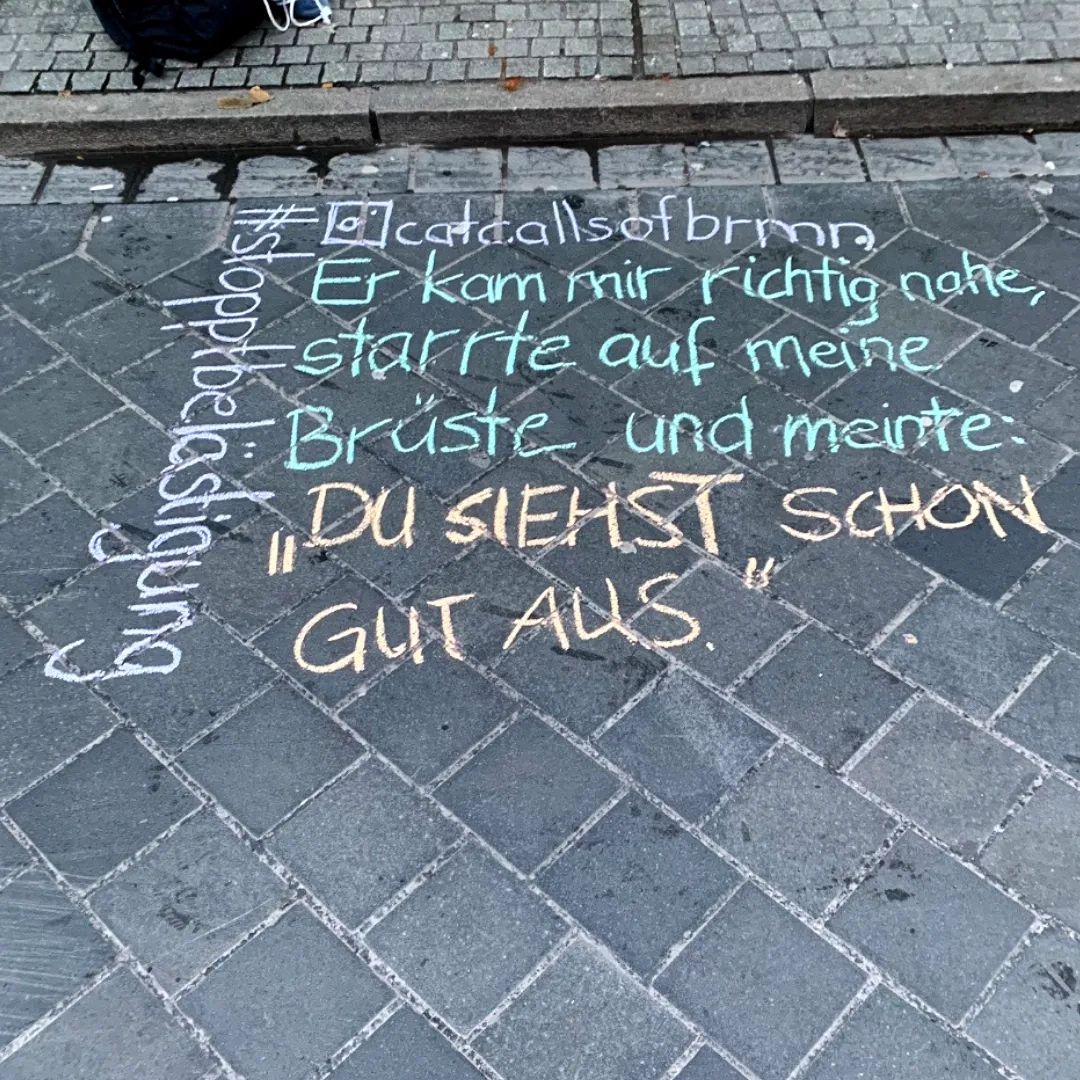 catcallsofbrmn
Er kam mir richtig nahe,
starrte auf meine
Brüste und meinte:
„DU SIEHST SCHON
GUT AUS."
#stopptbelästigung